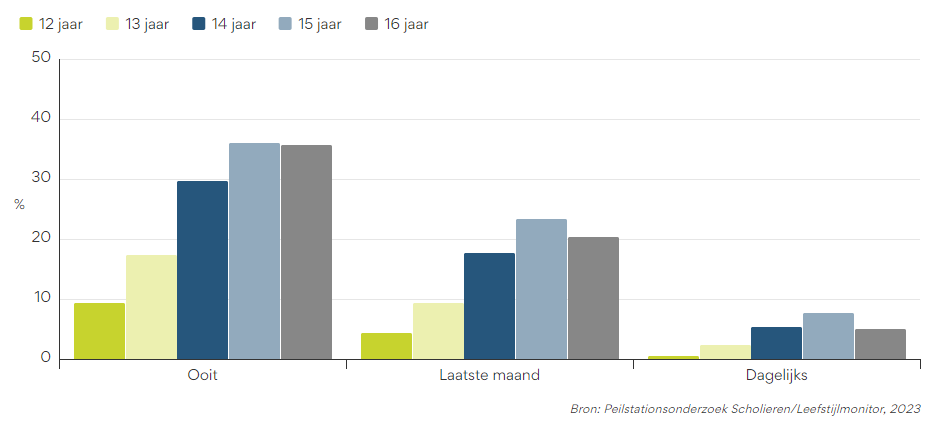 12 jaar 13 jaar 14 jaar 15 jaar 16 jaar
50
40
30
%
20
10
0
Ooit Laatste maand Dagelijks
Bron: Peilstationsonderzoek Scholieren/Leefstijlmonitor, 2023